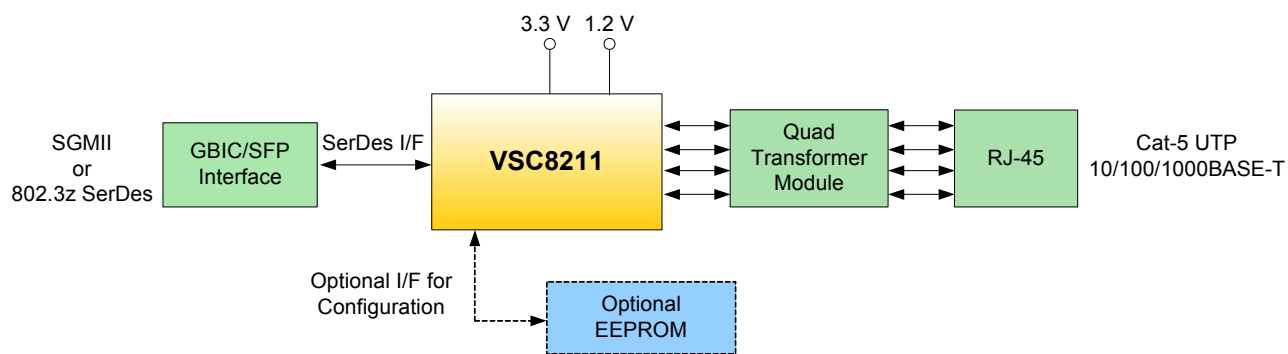 3.3 V
1.2 V
SGMII
or
802.3z SerDes
GBIC/SFP
Interface
SerDes I/F
VSC8211
Quad
Transformer
Module
RJ-45
Cat-5 UTP
10/100/1000BASE-T
Optional I/F for
Configuration
Optional
EEPROM